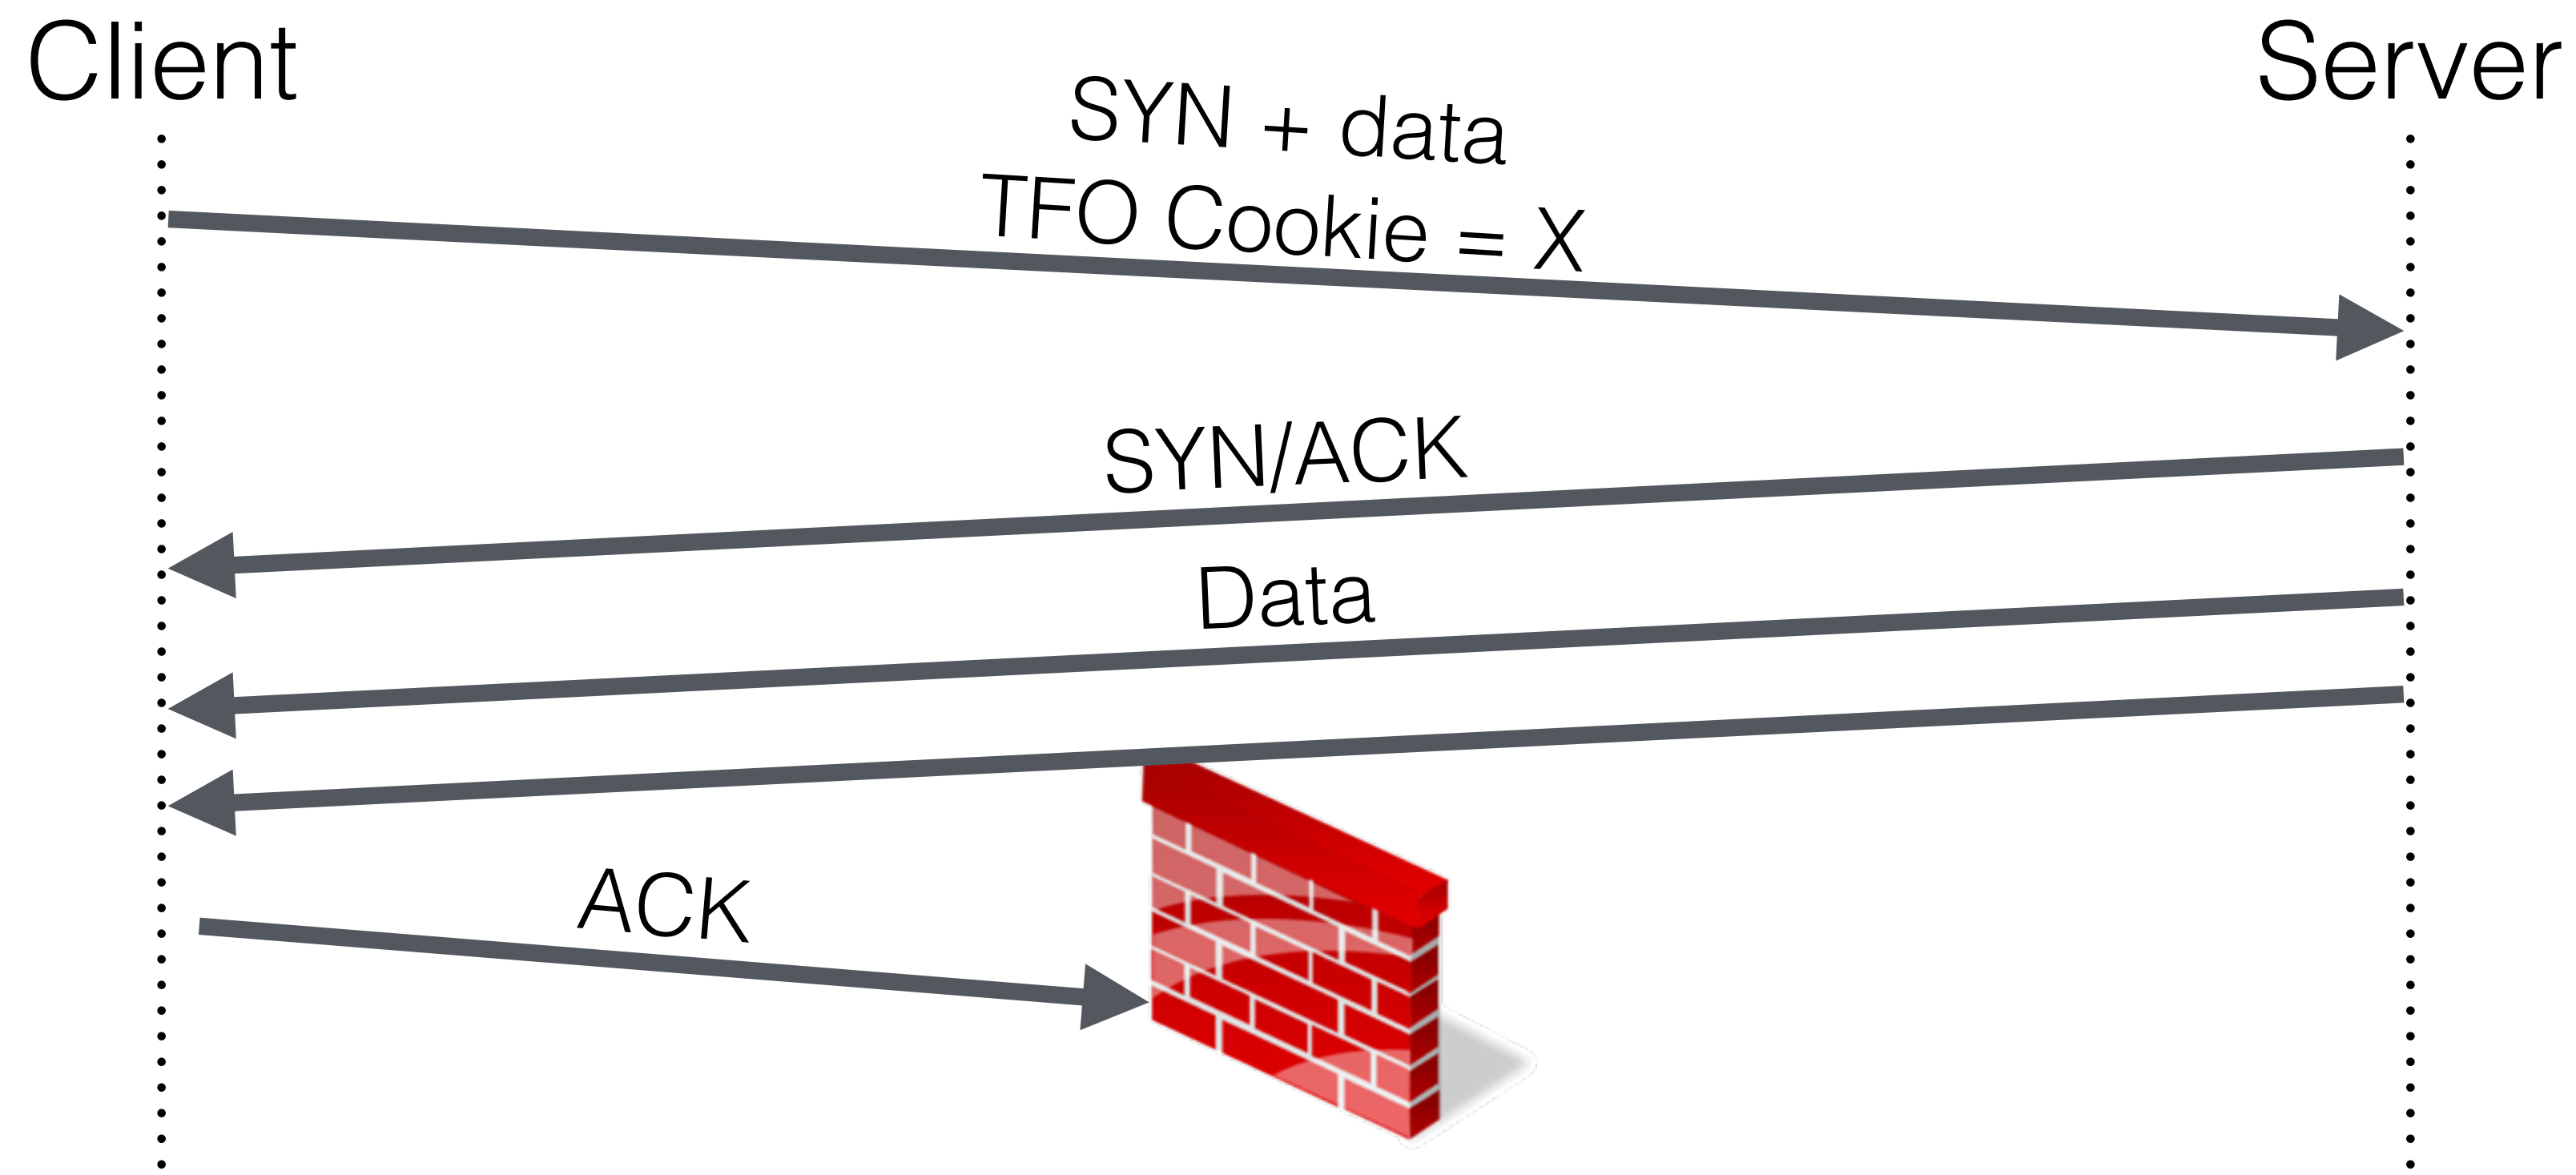 Client
Server
SYN + data
TFO Cookie = X
SYN/ACK
Data
ACK